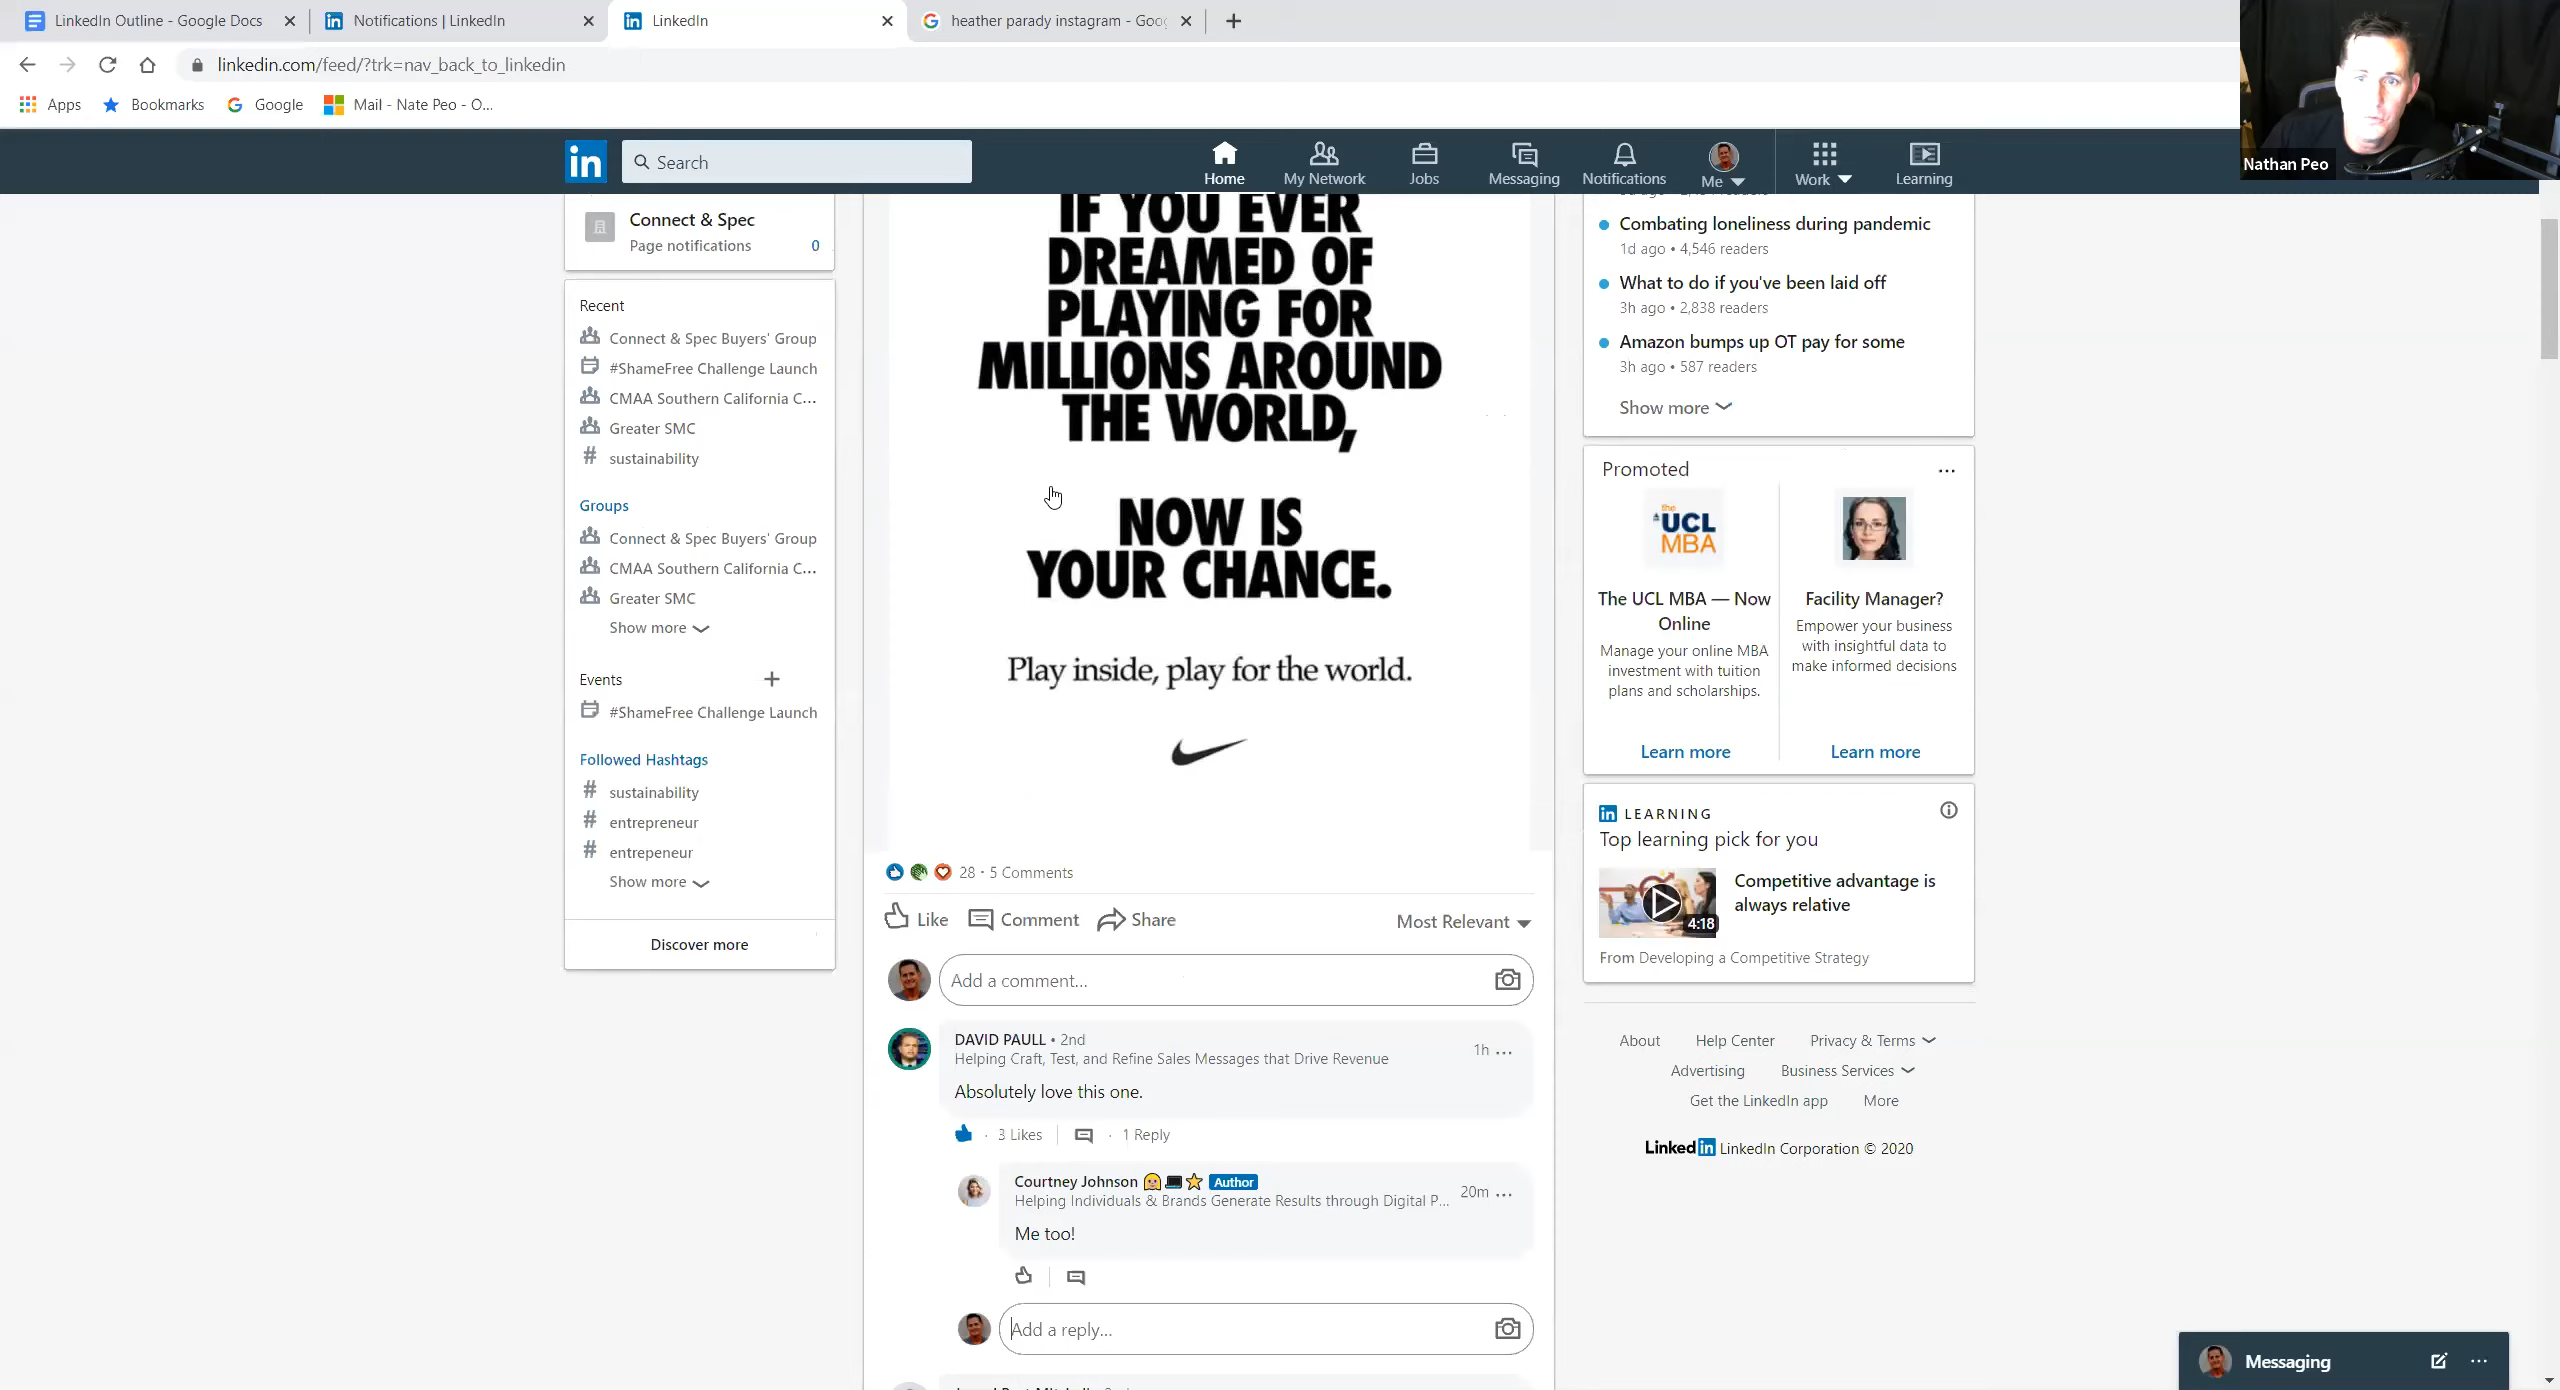 LinkedIn Outline - Google Docs
Notifications | LinkedIn
LinkedIn
heather parady instagram - Goo
linkedin.com/feed/?trk=nav_back_to_linkedin
Apps
Bookmarks
Google
Mail - Nate Peo - O...
Nathan Peo
in
Search
Home
My Network
Jobs
Messaging
Notifications
Me
Work
Learning
Connect & Spec
Page notifications 0
Recent
Connect & Spec Buyers' Group
#ShameFree Challenge Launch
CMAA Southern California C...
Greater SMC
# sustainability
Groups
Connect & Spec Buyers' Group
CMAA Southern California C...
Greater SMC
Show more
Events +
#ShameFree Challenge Launch
Followed Hashtags
# sustainability
# entrepreneur
# entrepeneur
Show more
Discover more
IF YOU EVER
DREAMED OF
PLAYING FOR
MILLIONS AROUND
THE WORLD,
NOW IS
YOUR CHANCE.
Play inside, play for the world.
28 · 5 Comments
Like
Comment
Share
Most Relevant
Add a comment...
DAVID PAULL • 2nd
1h ...
Helping Craft, Test, and Refine Sales Messages that Drive Revenue
Absolutely love this one.
· 3 Likes
· 1 Reply
Courtney Johnson Author
20m ...
Helping Individuals & Brands Generate Results through Digital P...
Me too!
Add a reply...
Combating loneliness during pandemic
1d ago • 4,546 readers
What to do if you've been laid off
3h ago • 2,838 readers
Amazon bumps up OT pay for some
3h ago • 587 readers
Show more
Promoted ...
the
UCL
MBA
The UCL MBA — Now
Online
Manage your online MBA
investment with tuition
plans and scholarships.
Learn more
Facility Manager?
Empower your business
with insightful data to
make informed decisions
Learn more
in LEARNING
Top learning pick for you
4:18
Competitive advantage is
always relative
From Developing a Competitive Strategy
About
Help Center
Privacy & Terms
Advertising
Business Services
Get the LinkedIn app
More
Linkedin LinkedIn Corporation © 2020
Messaging ...